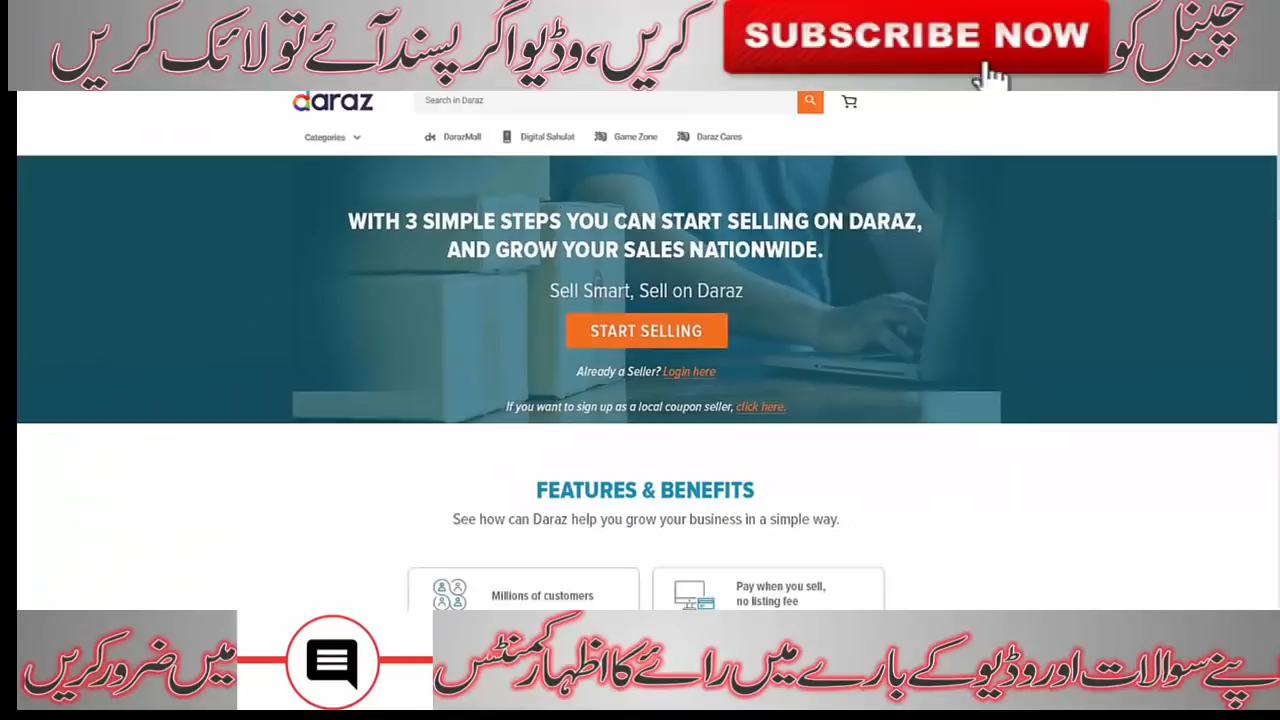 چینل کو SUBSCRIBE NOW کریں، وڈیو اگر پسند آئے تو لائک کریں
daraz Search in Daraz
Categories DarazMall Digital Sahulat Game Zone Daraz Cares
WITH 3 SIMPLE STEPS YOU CAN START SELLING ON DARAZ,
AND GROW YOUR SALES NATIONWIDE.
Sell Smart, Sell on Daraz
START SELLING
Already a Seller? Login here
If you want to sign up as a local coupon seller, click here.
FEATURES & BENEFITS
See how can Daraz help you grow your business in a simple way.
Millions of customers
Pay when you sell,
no listing fee
پنے سوالات اور وڈیو کے بارے میں رائے کا اظہار کمنٹس میں ضرور کریں